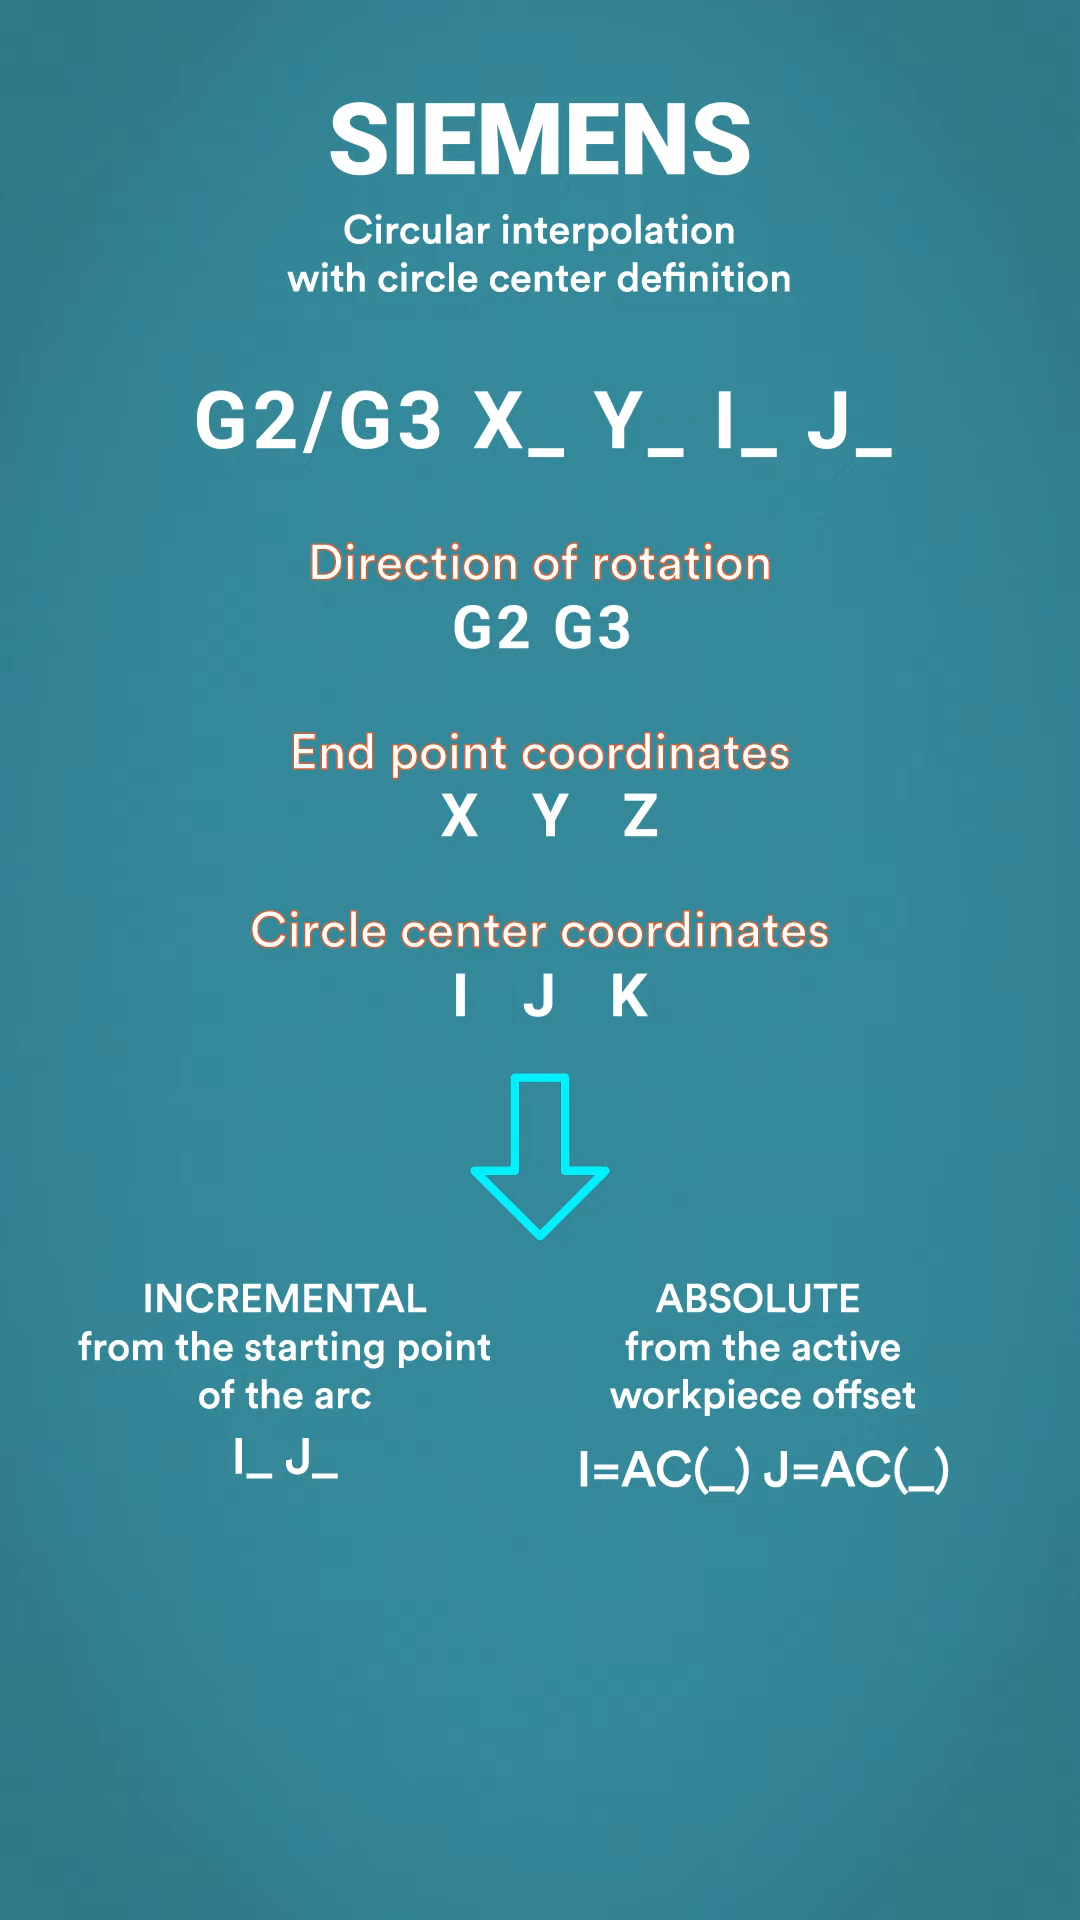 SIEMENS
Circular interpolation
with circle center definition
G2/G3 X_ Y_ I_ J_
Direction of rotation
G2 G3
End point coordinates
X Y Z
Circle center coordinates
I J K
INCREMENTAL
from the starting point
of the arc
I_ J_
ABSOLUTE
from the active
workpiece offset
I=AC(_) J=AC(_)